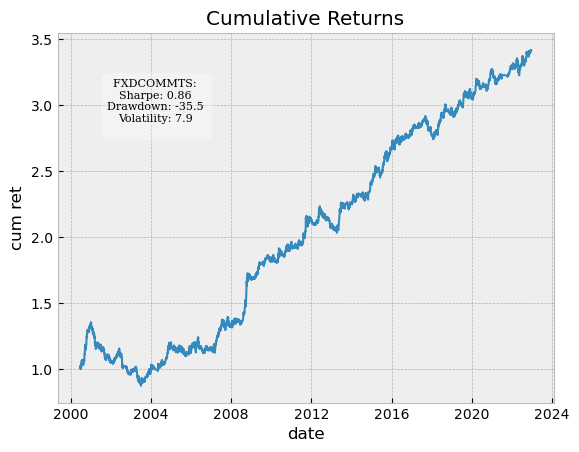 Cumulative Returns
3.5
3.0
2.5
2.0
1.5
1.0
cum ret
FXDCOMMTS:
Sharpe: 0.86
Drawdown: -35.5
Volatility: 7.9
2000 2004 2008 2012 2016 2020 2024
date